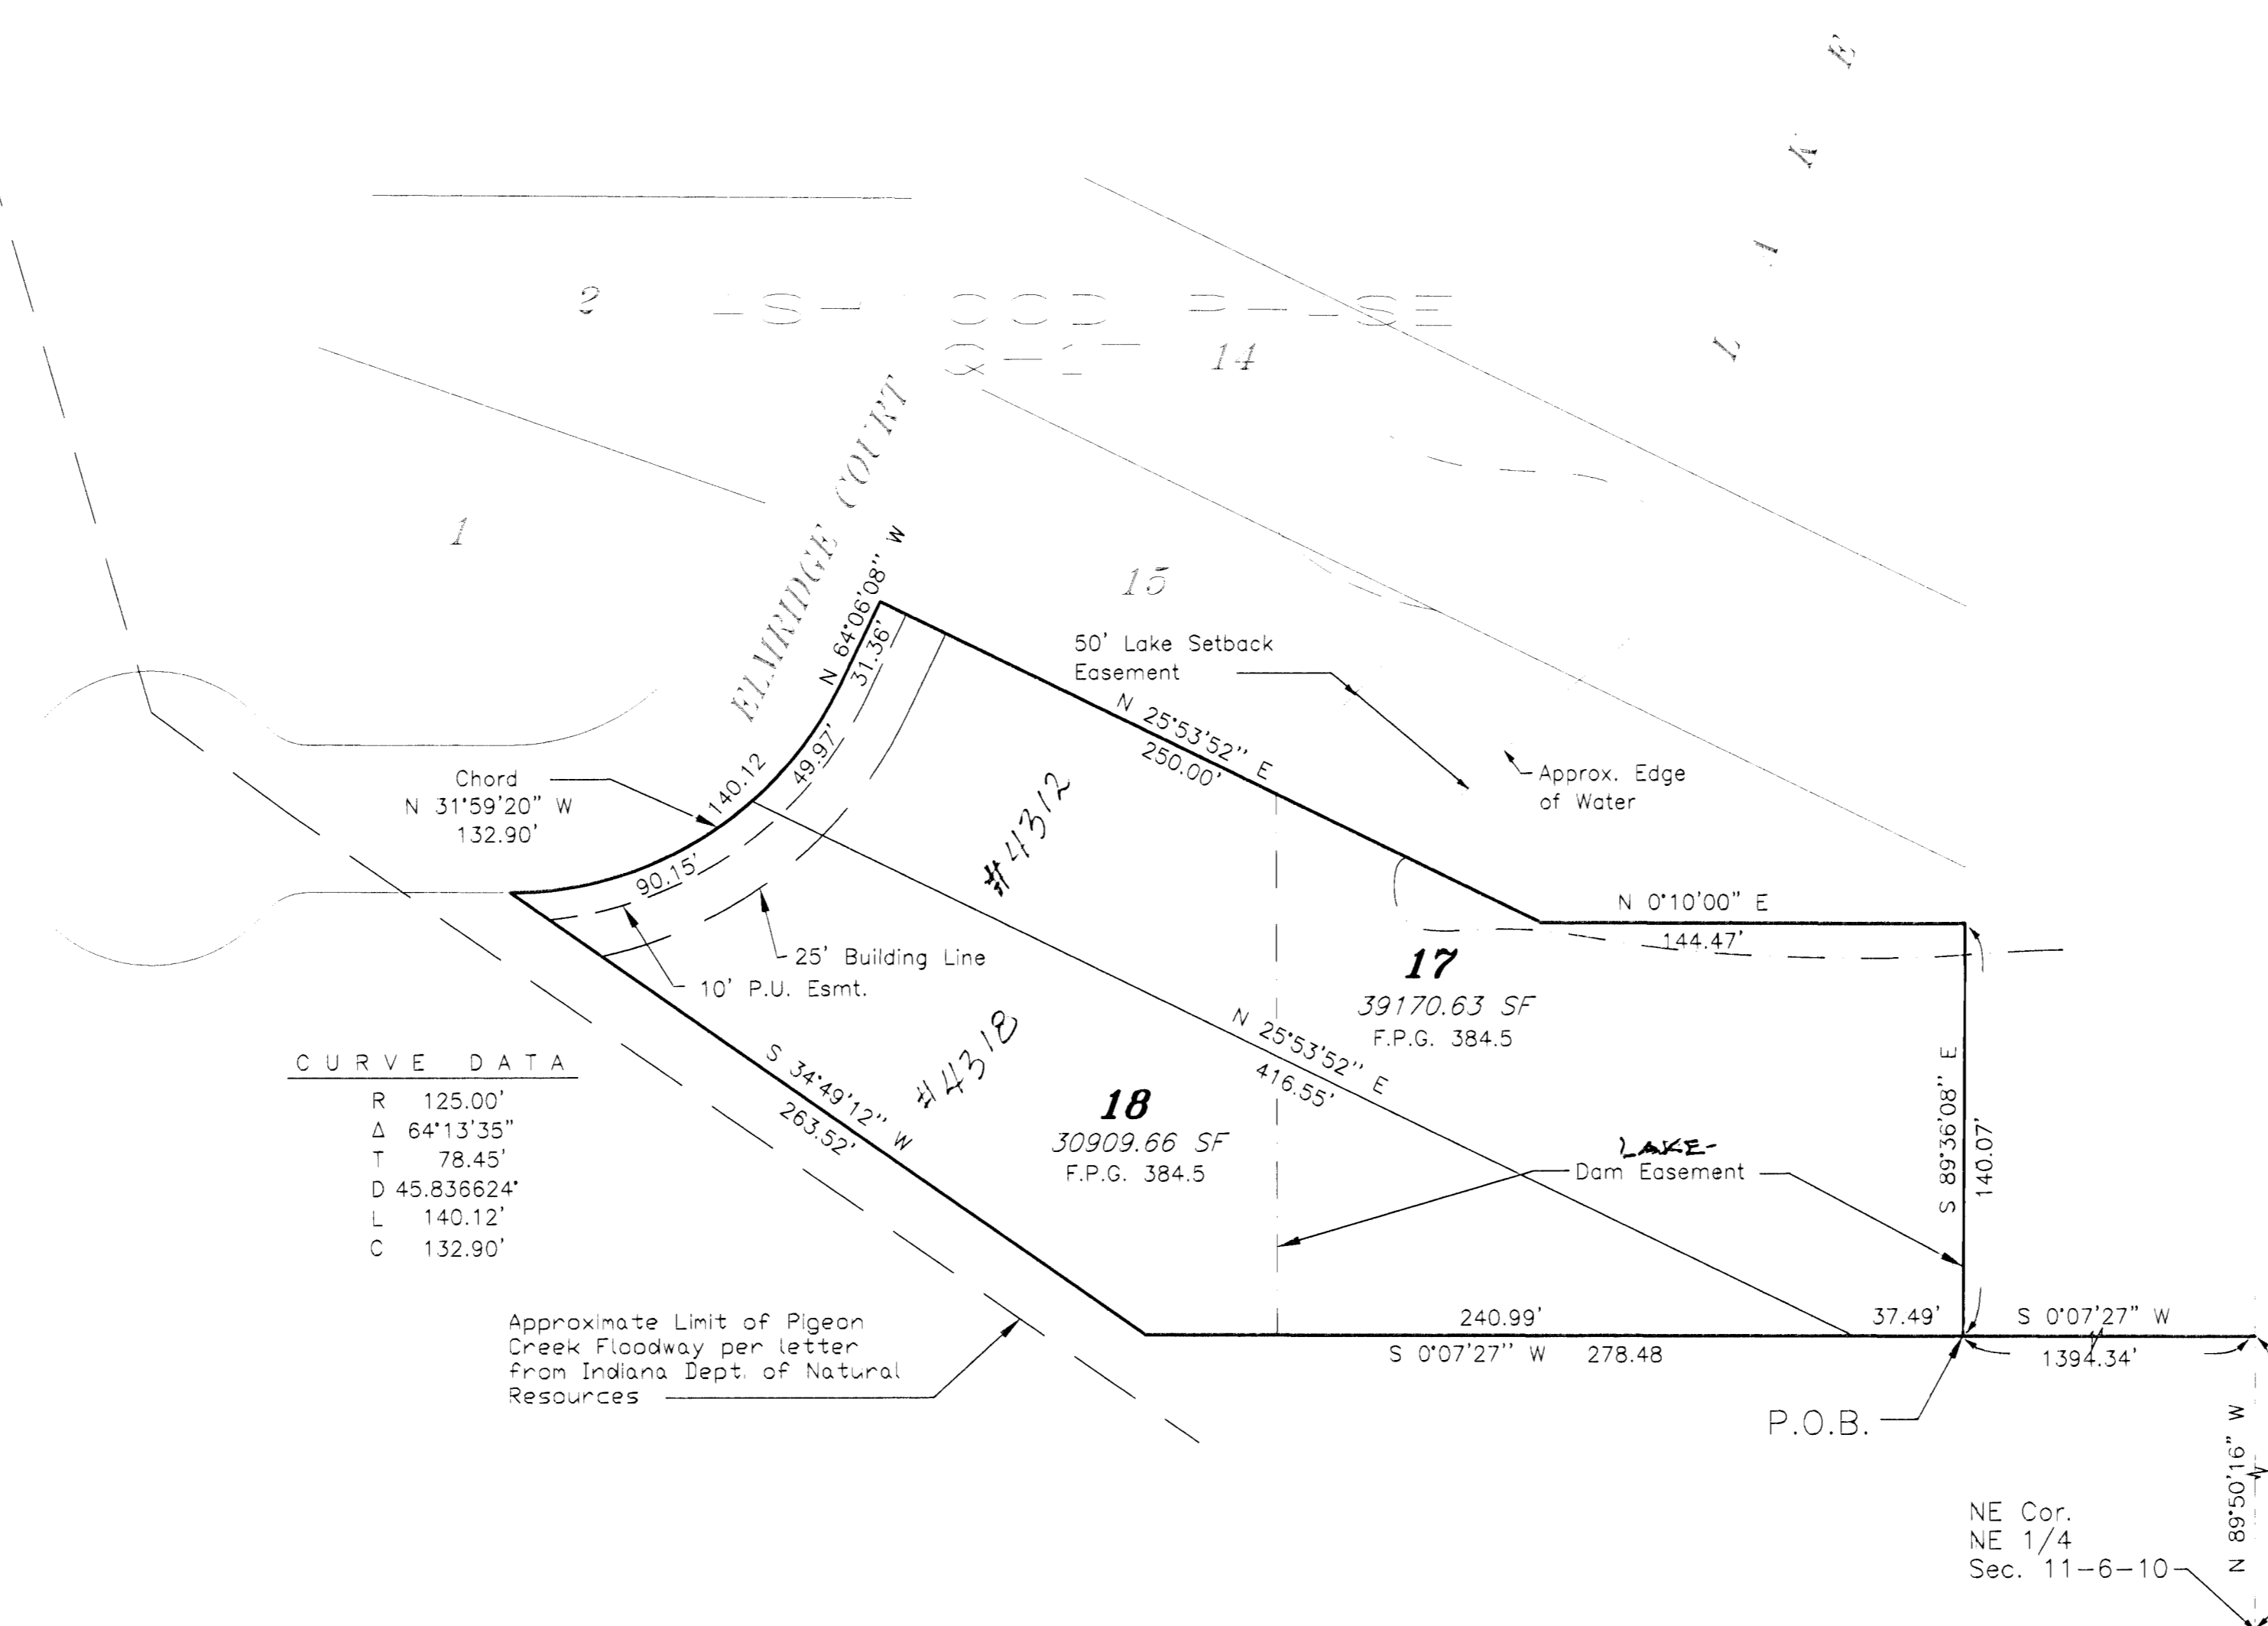 L A K E
2
14
ELMRIDGE COURT
1
15
N 64°06'08" W
31.36'
50' Lake Setback
Easement
N 25°53'52" E
250.00'
49.97'
140.12
Chord
N 31°59'20" W
132.90'
90.15'
Approx. Edge
of Water
#4312
N 0°10'00" E
144.47'
17
39170.63 SF
F.P.G. 384.5
25' Building Line
10' P.U. Esmt.
N 25°53'52" E
416.55'
#4318
S 34°49'12" W
263.52'
18
30909.66 SF
F.P.G. 384.5
LAKE-
Dam Easement
S 89°36'08" E
140.07'
CURVE DATA
R 125.00'
Δ 64°13'35"
T 78.45'
D 45.836624°
L 140.12'
C 132.90'
Approximate Limit of Pigeon
Creek Floodway per letter
from Indiana Dept. of Natural
Resources
240.99'
37.49'
S 0°07'27" W
S 0°07'27" W 278.48
1394.34'
P.O.B.
N 89°50'16" W
NE Cor.
NE 1/4
Sec. 11-6-10